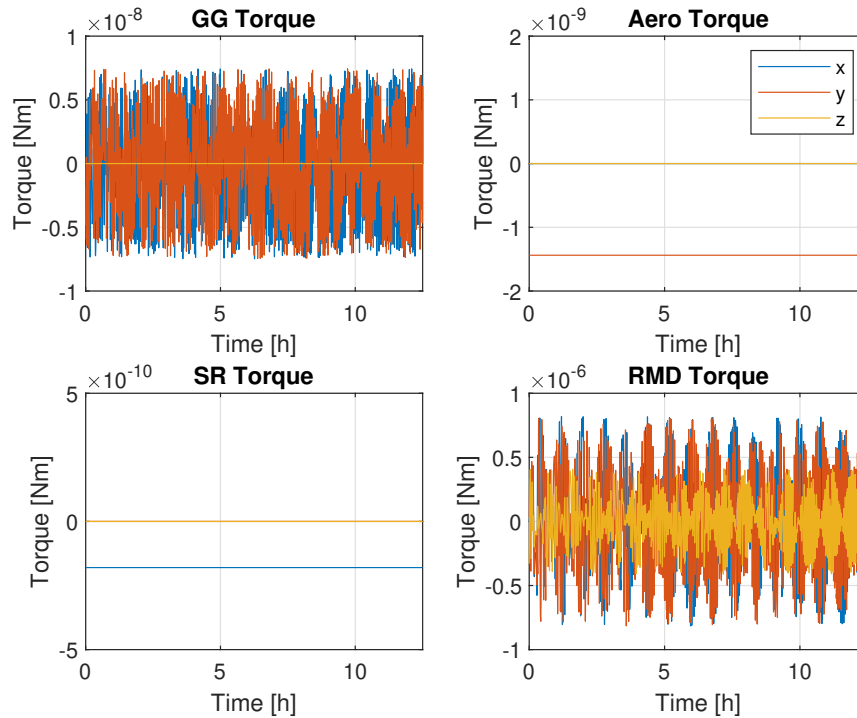 GG Torque
×10^-8
1
0.5
0
-0.5
-1
Torque [Nm]
0
5
10
Time [h]
Aero Torque
×10^-9
2
1
0
-1
-2
Torque [Nm]
0
5
10
Time [h]
x
y
z
SR Torque
×10^-10
5
0
-5
Torque [Nm]
0
5
10
Time [h]
RMD Torque
×10^-6
1
0.5
0
-0.5
-1
Torque [Nm]
0
5
10
Time [h]